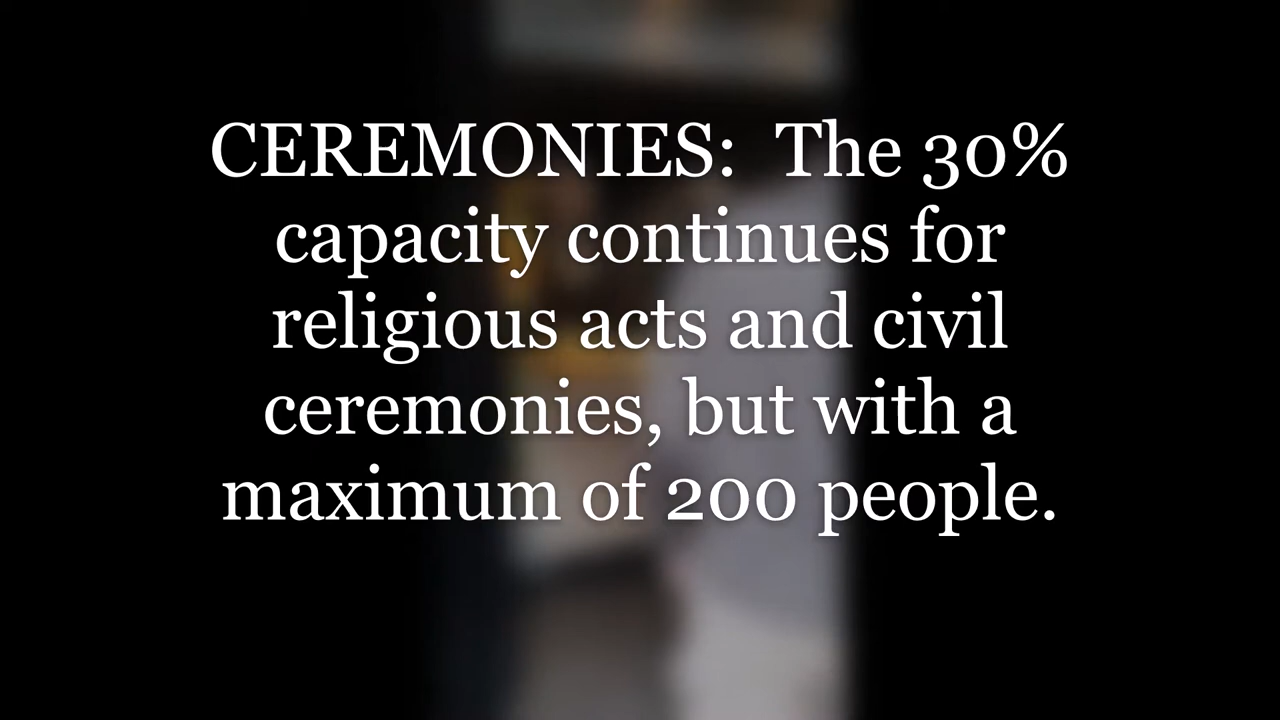 CEREMONIES:  The 30%
capacity continues for
religious acts and civil
ceremonies, but with a
maximum of 200 people.